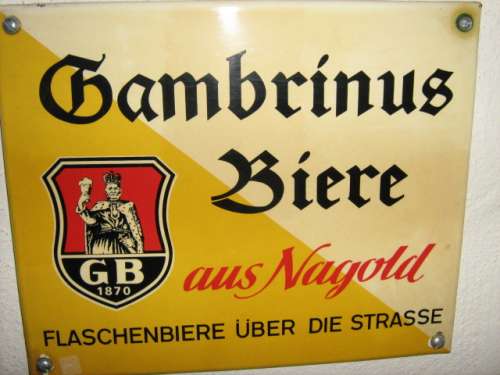 Gambrinus
Biere
GB
1870
aus Nagold
FLASCHENBIERE ÜBER DIE STRASSE